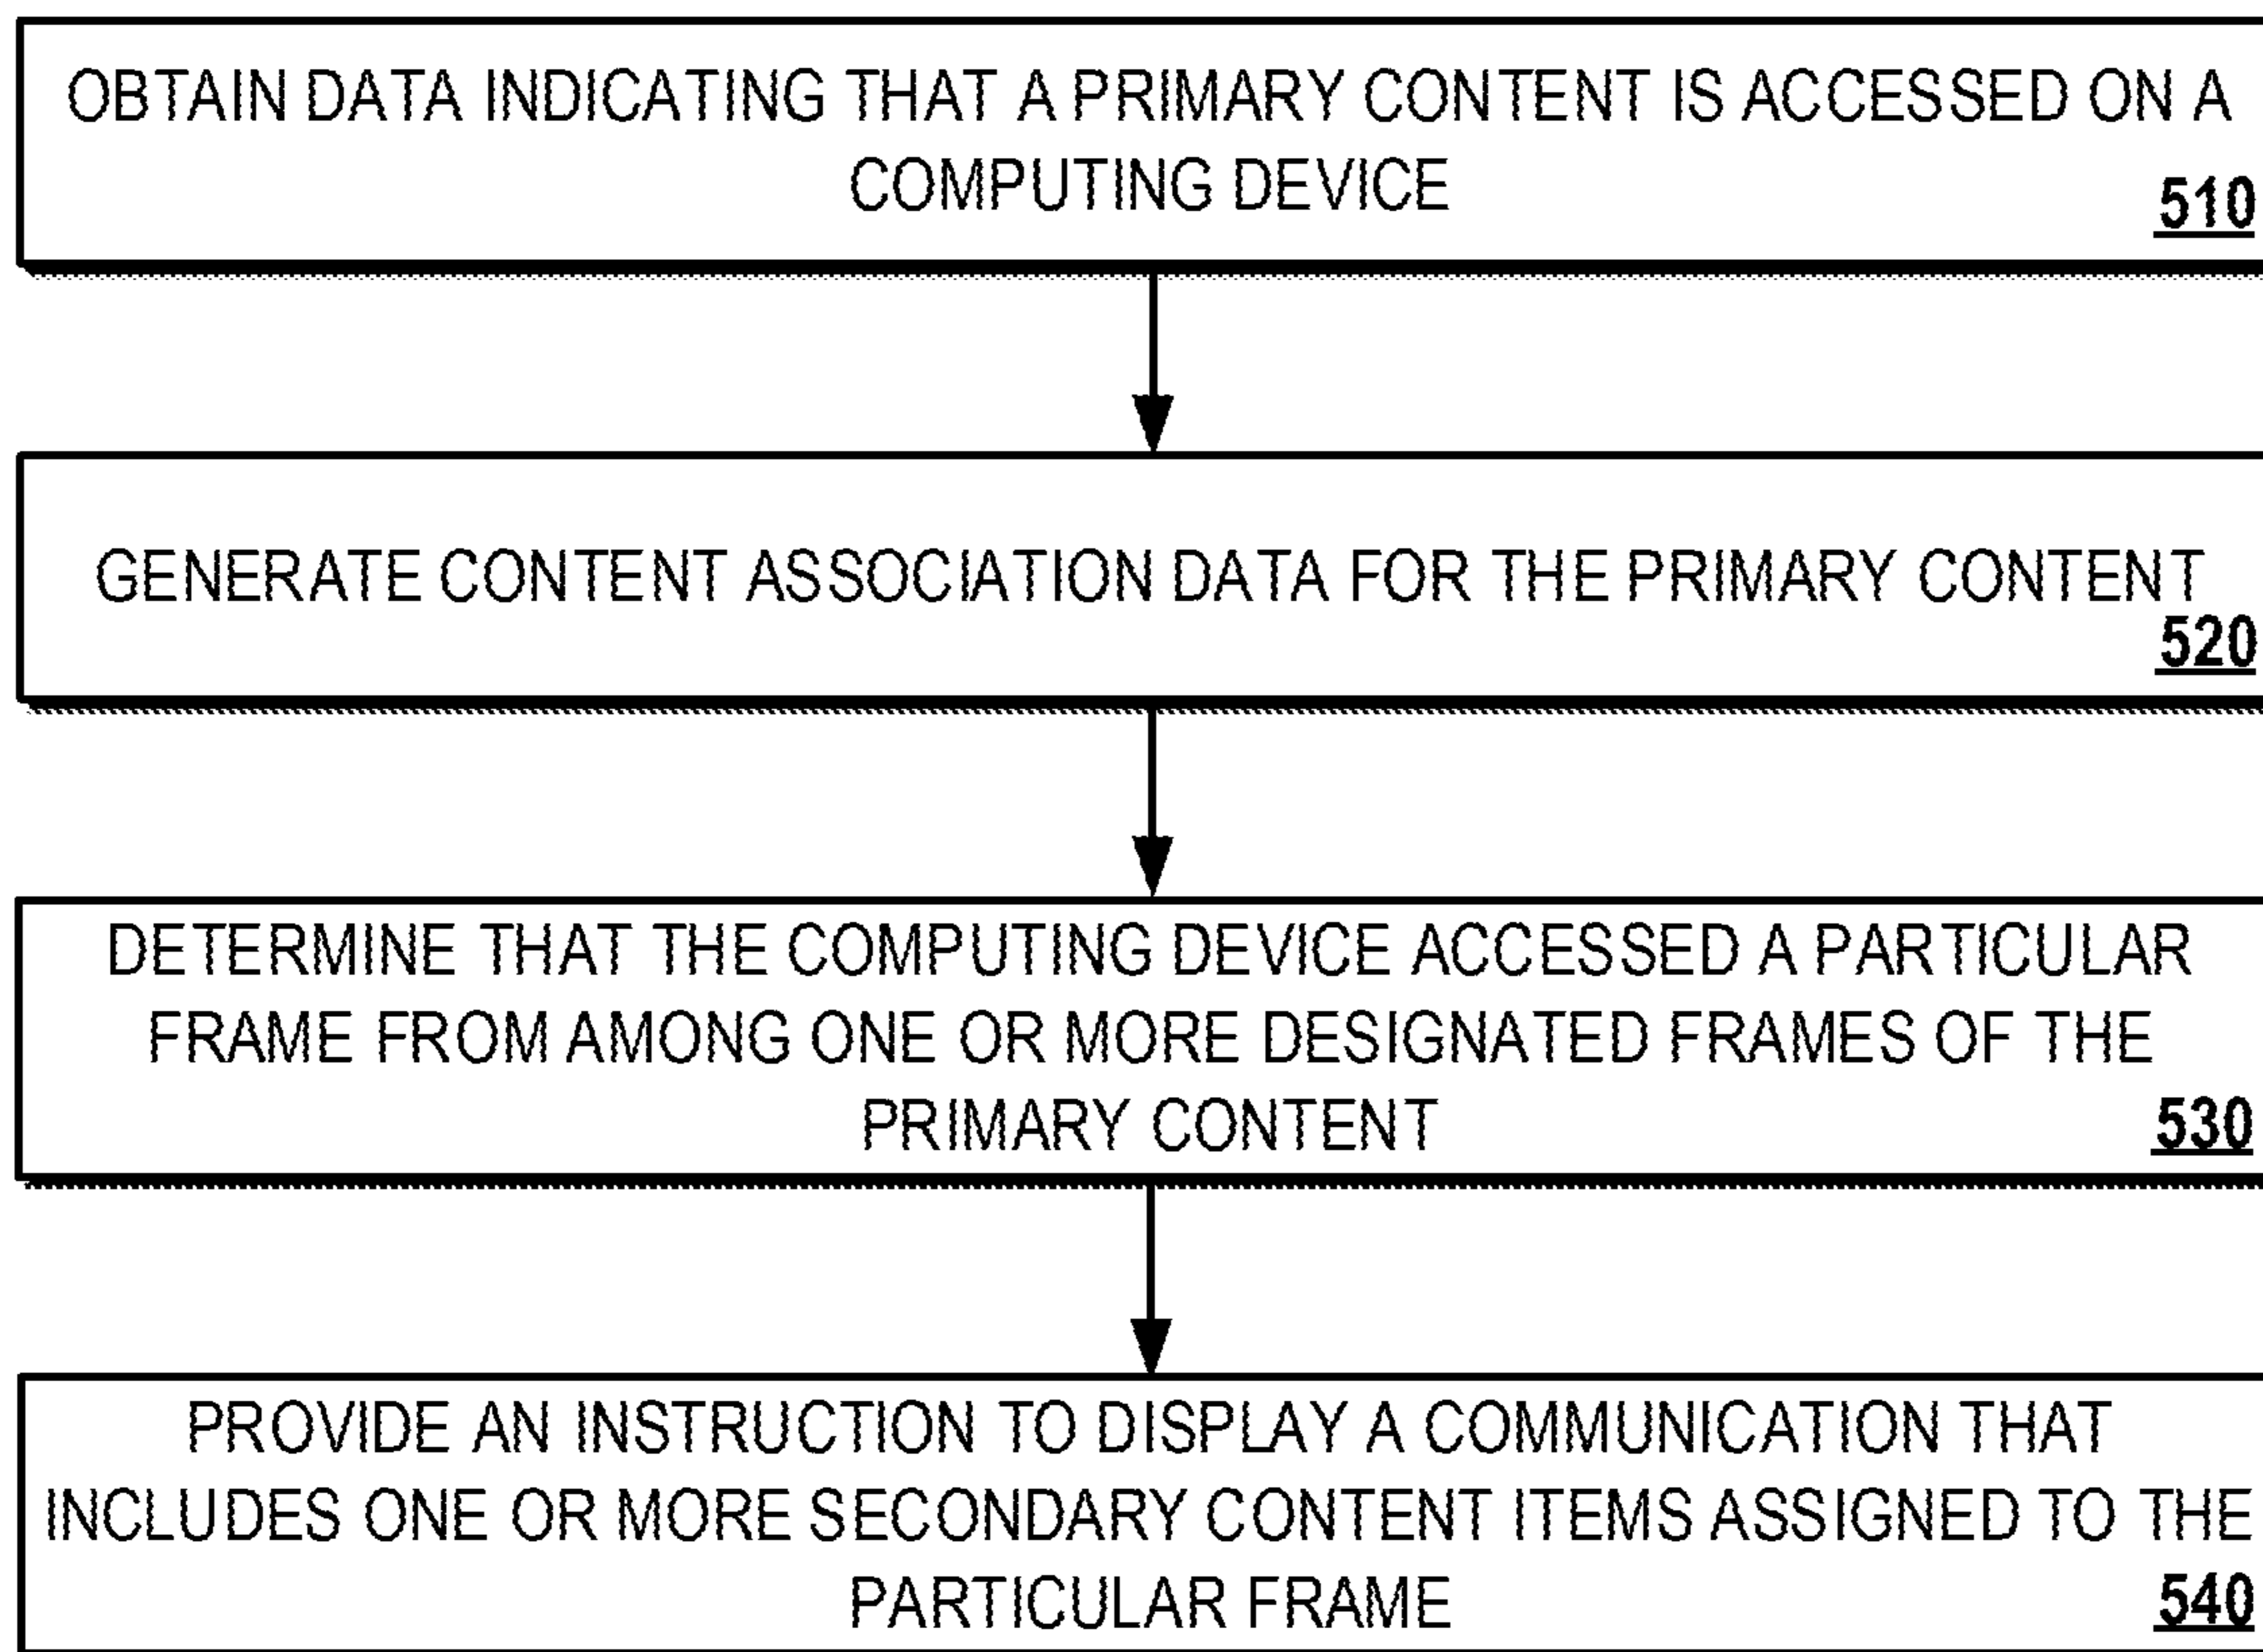 OBTAIN DATA INDICATING THAT A PRIMARY CONTENT IS ACCESSED ON A
COMPUTING DEVICE
510
GENERATE CONTENT ASSOCIATION DATA FOR THE PRIMARY CONTENT
520
DETERMINE THAT THE COMPUTING DEVICE ACCESSED A PARTICULAR
FRAME FROM AMONG ONE OR MORE DESIGNATED FRAMES OF THE
PRIMARY CONTENT
530
PROVIDE AN INSTRUCTION TO DISPLAY A COMMUNICATION THAT
INCLUDES ONE OR MORE SECONDARY CONTENT ITEMS ASSIGNED TO THE
PARTICULAR FRAME
540